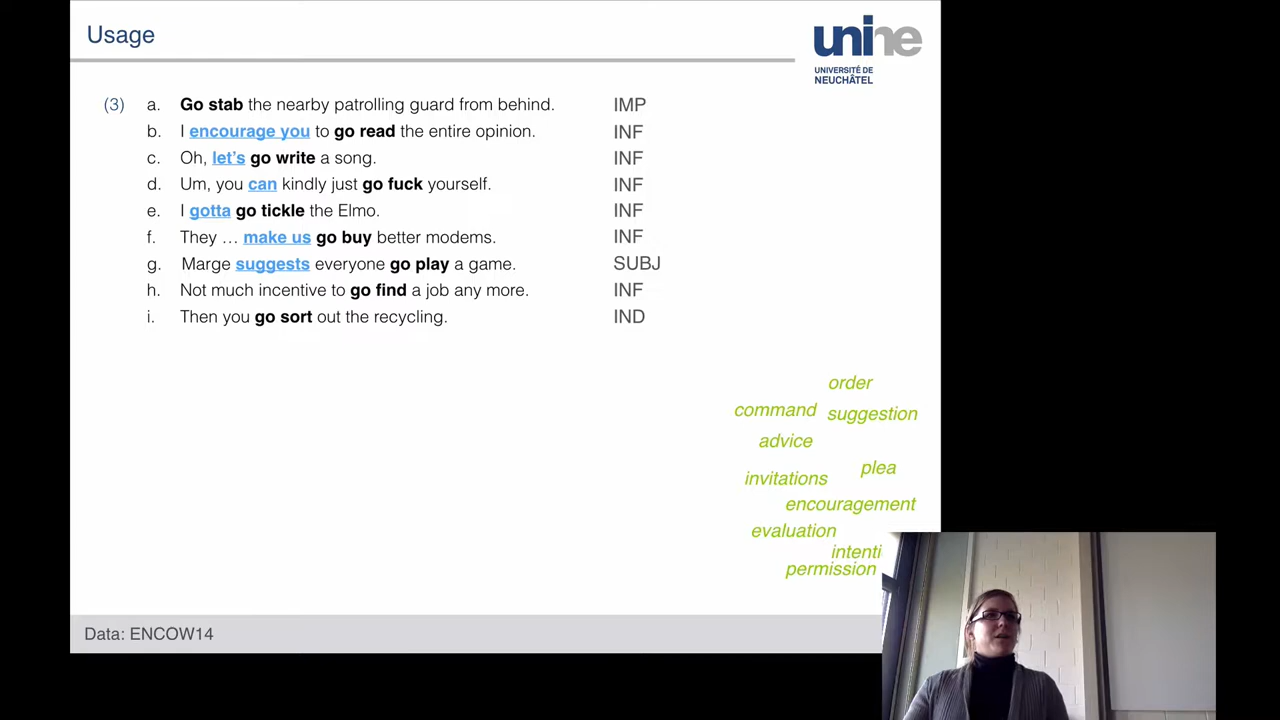 Usage
unine
UNIVERSITÉ DE
NEUCHÂTEL
(3) a. Go stab the nearby patrolling guard from behind. IMP
b. I encourage you to go read the entire opinion. INF
c. Oh, let's go write a song. INF
d. Um, you can kindly just go fuck yourself. INF
e. I gotta go tickle the Elmo. INF
f. They … make us go buy better modems. INF
g. Marge suggests everyone go play a game. SUBJ
h. Not much incentive to go find a job any more. INF
i. Then you go sort out the recycling. IND
order
command suggestion
advice
plea
invitations
encouragement
evaluation
intenti
permission
Data: ENCOW14